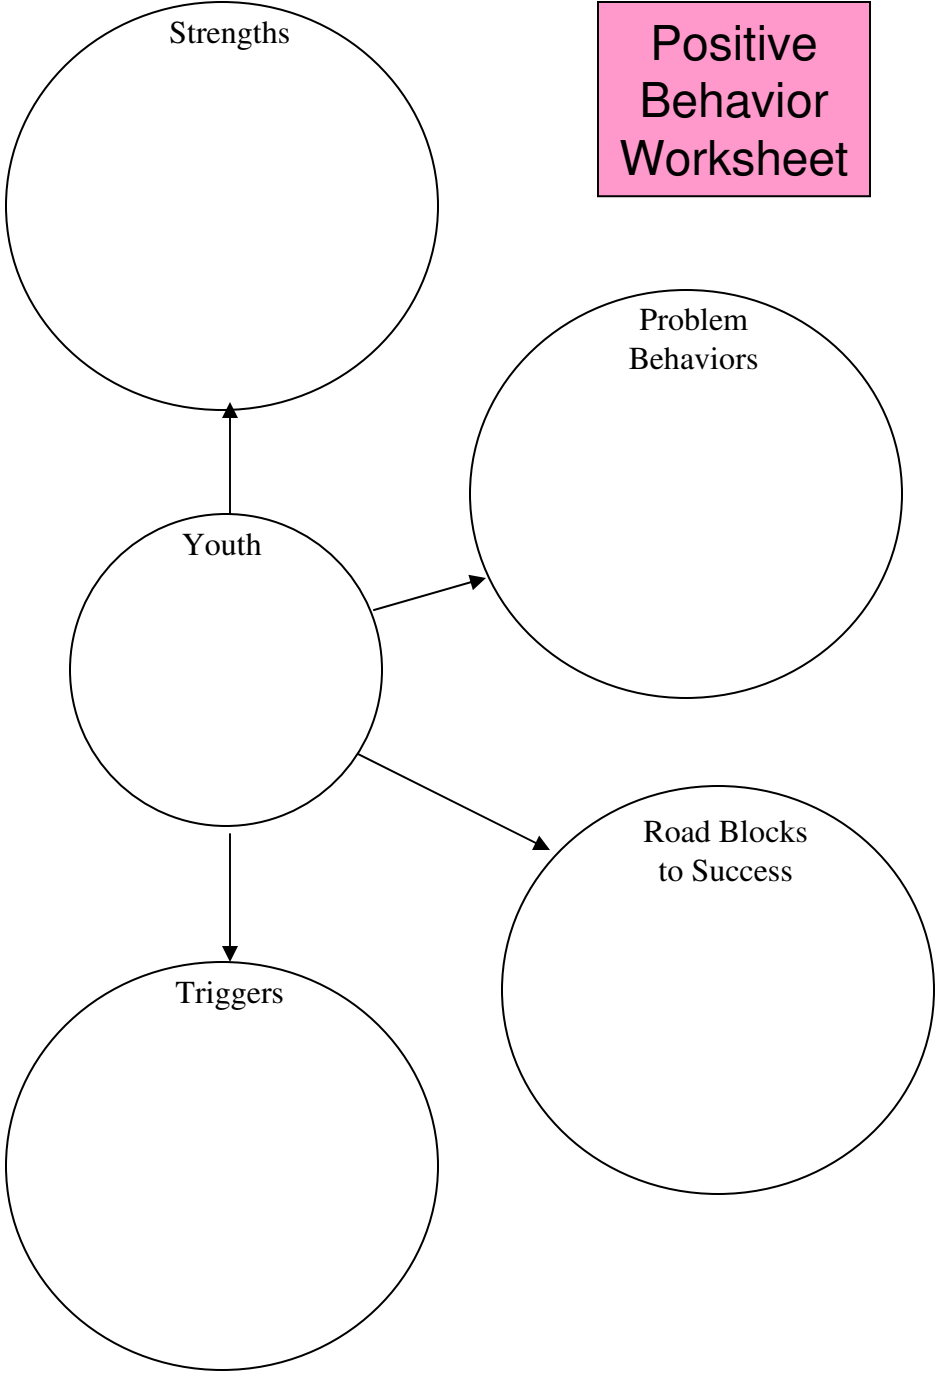 Strengths
Positive
Behavior
Worksheet
Problem
Behaviors
Youth
Road Blocks
to Success
Triggers